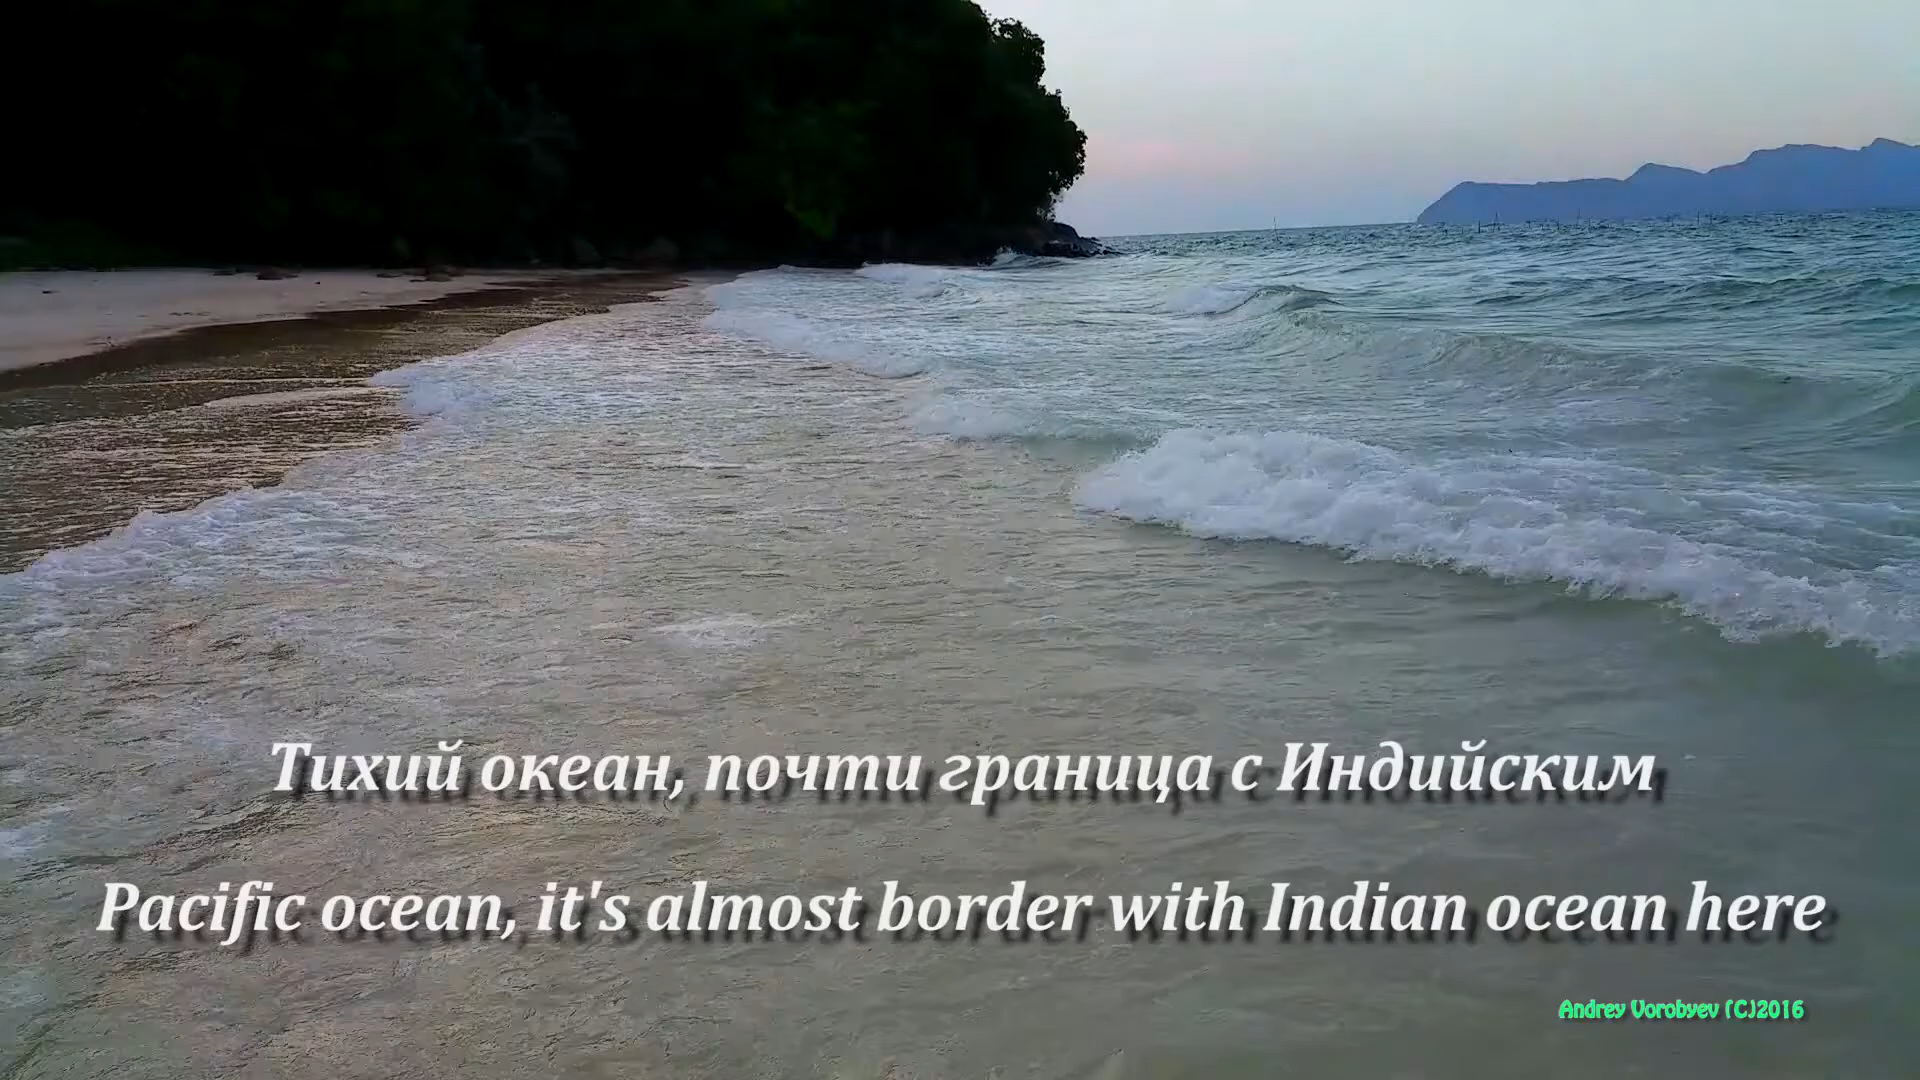 Тихий океан, почти граница с Индийским
Pacific ocean, it's almost border with Indian ocean here
Andrey Vorobyev (C)2016